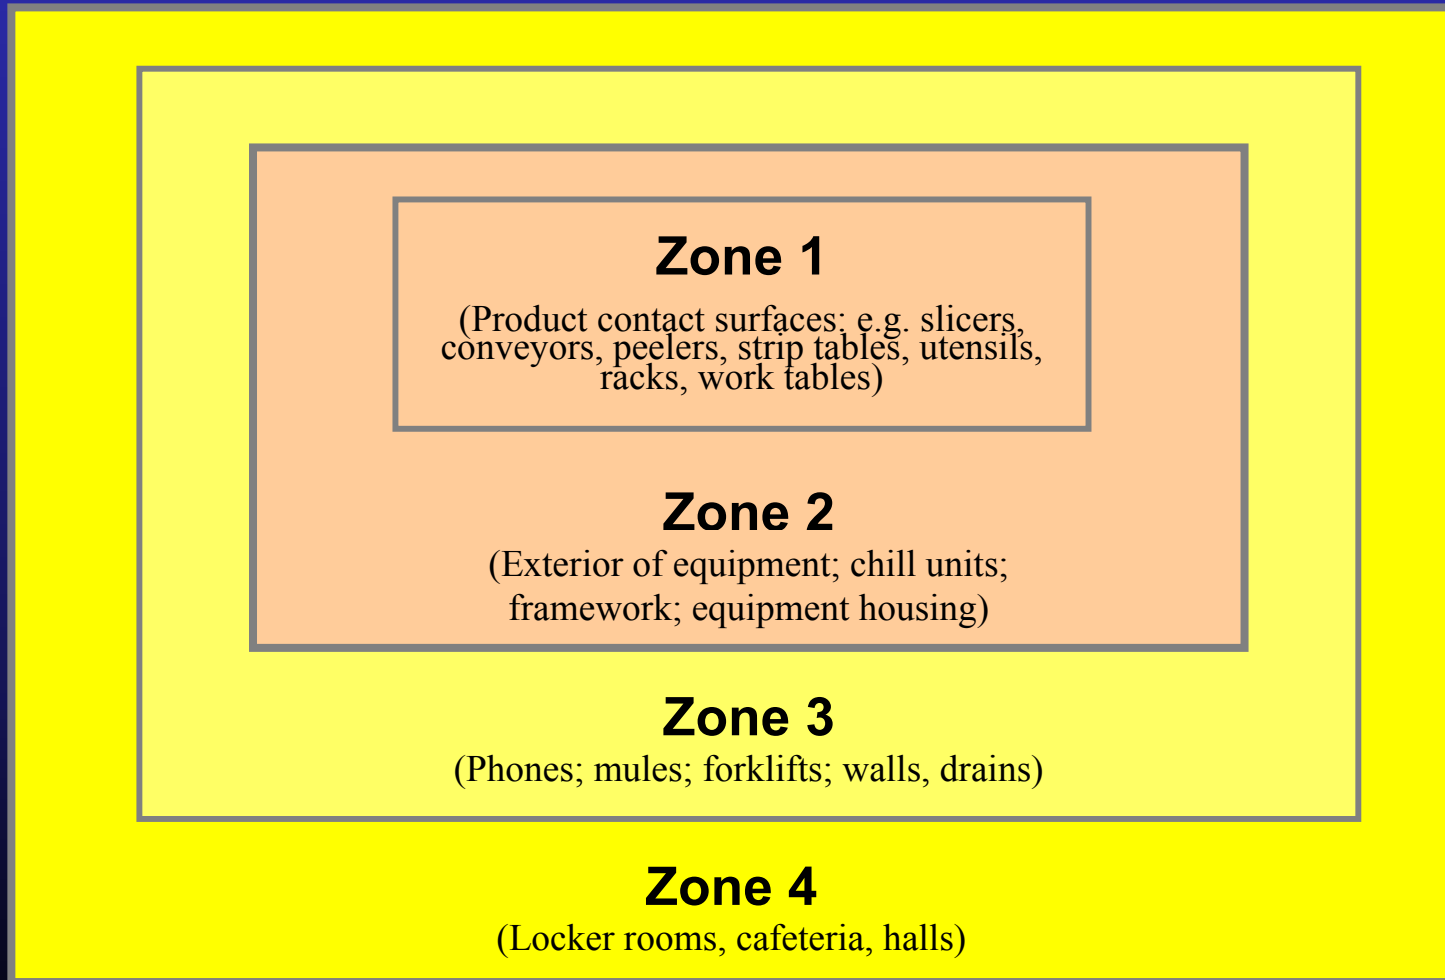 Zone 1
(Product contact surfaces: e.g. slicers,
conveyors, peelers, strip tables, utensils,
racks, work tables)
Zone 2
(Exterior of equipment; chill units;
framework; equipment housing)
Zone 3
(Phones; mules; forklifts; walls, drains)
Zone 4
(Locker rooms, cafeteria, halls)